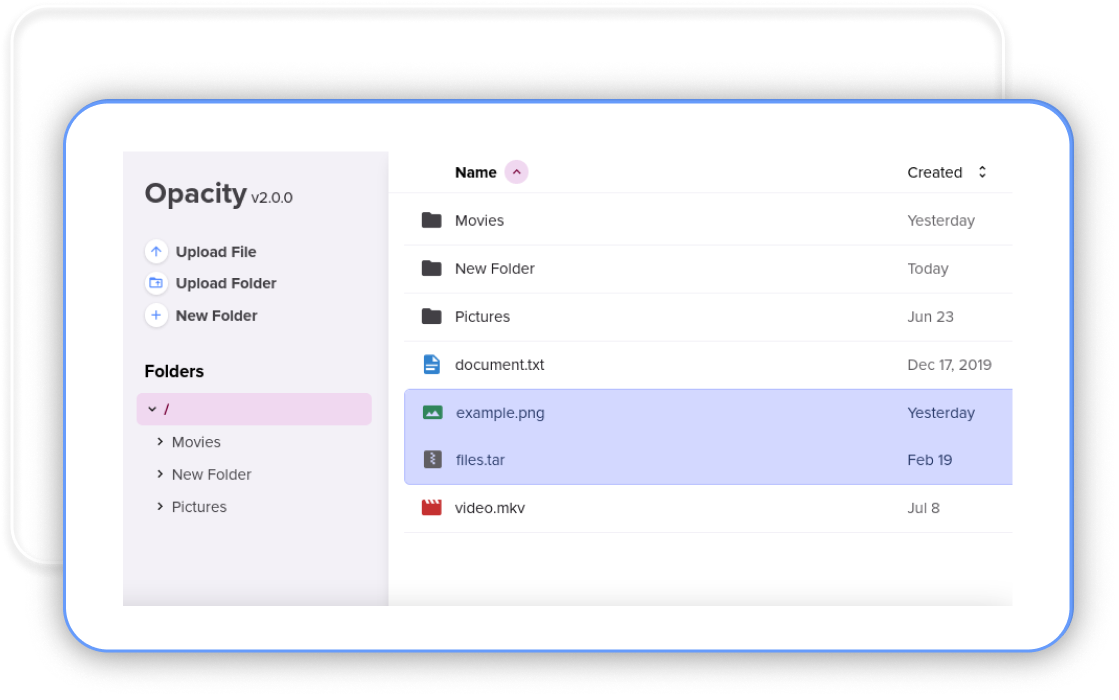 Opacity v2.0.0
Upload File
Upload Folder
New Folder
Folders
/
Movies
New Folder
Pictures
Name Created
Movies Yesterday
New Folder Today
Pictures Jun 23
document.txt Dec 17, 2019
example.png Yesterday
files.tar Feb 19
video.mkv Jul 8